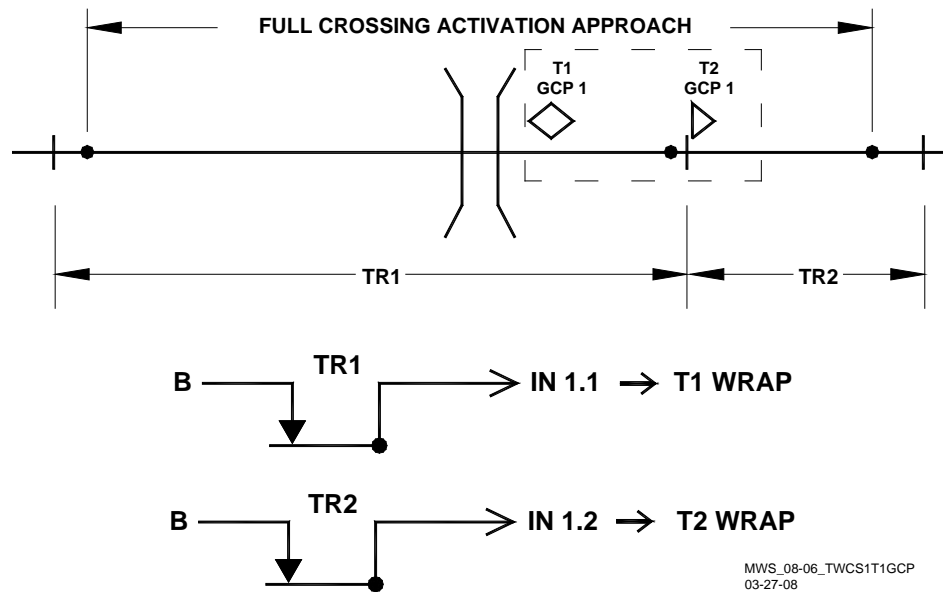 FULL CROSSING ACTIVATION APPROACH
T1
GCP 1
T2
GCP 1
TR1
TR2
TR1
B
IN 1.1
T1 WRAP
TR2
B
IN 1.2
T2 WRAP
MWS_08-06_TWCS1T1GCP
03-27-08